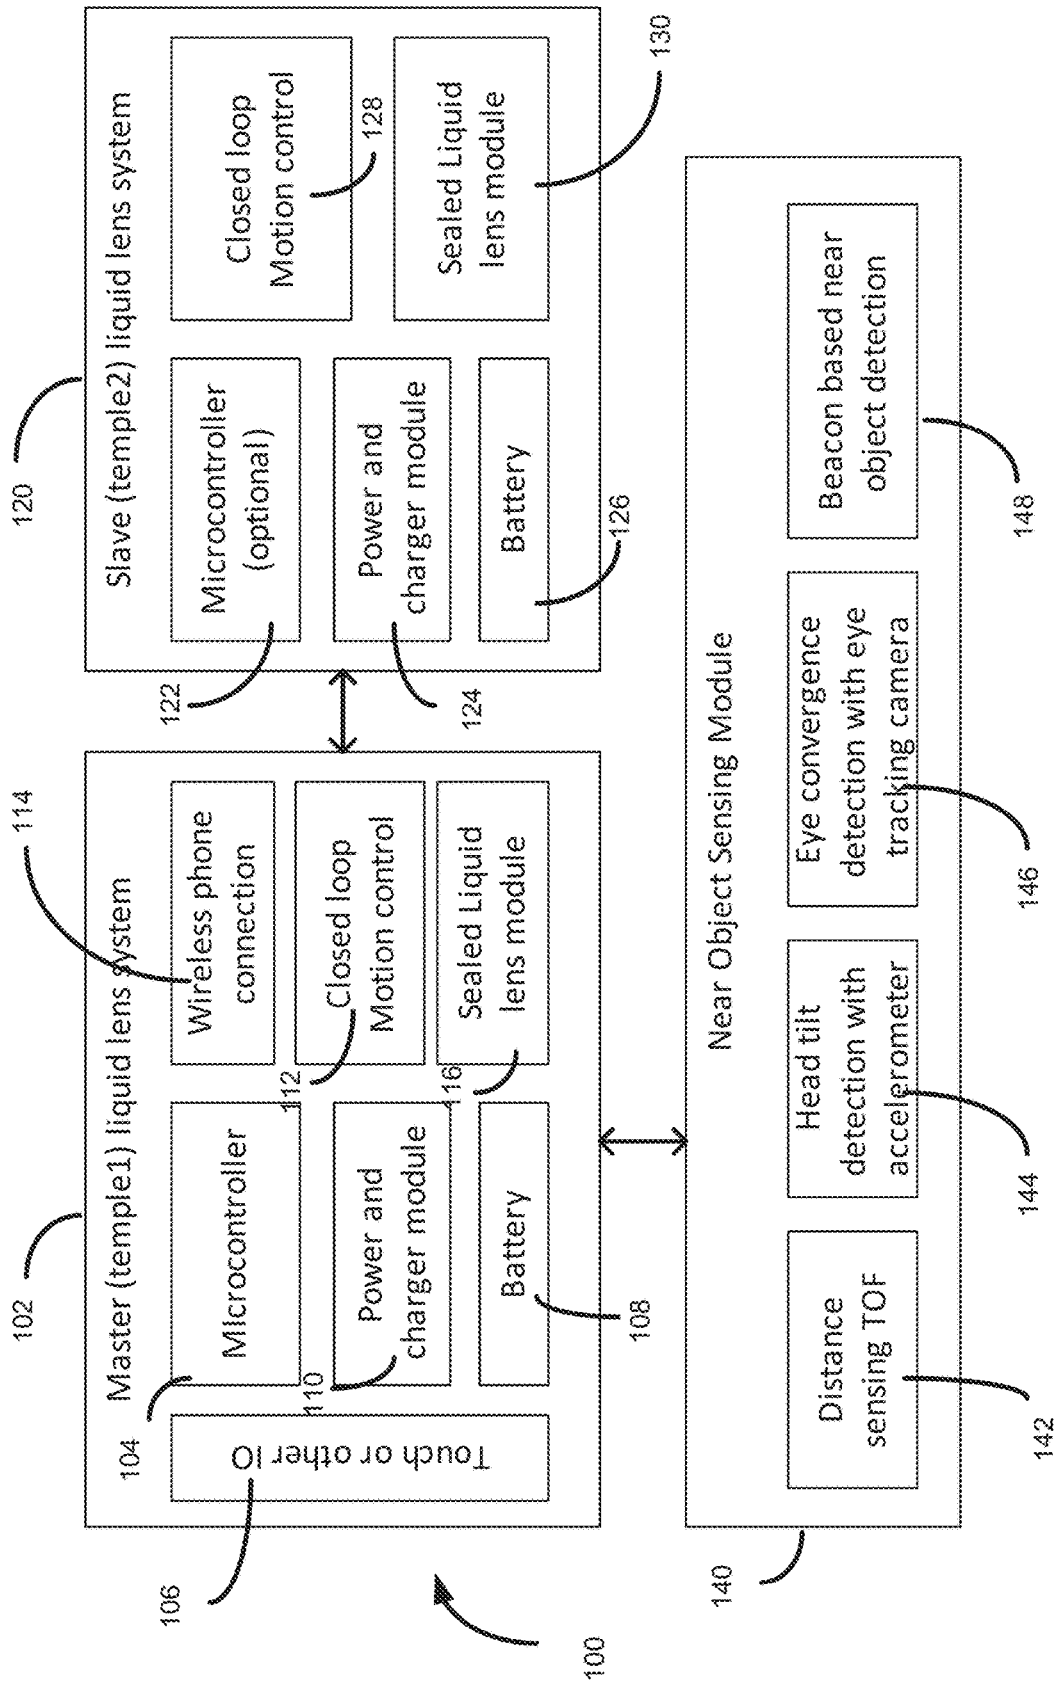 100
102
Master (temple1) liquid lens system
104
Microcontroller
106
Touch or other IO
110
Power and
charger module
108
Battery
114
Wireless phone
connection
112
Closed loop
Motion control
116
Sealed Liquid
lens module
120
Slave (temple2) liquid lens system
122
Microcontroller
(optional)
124
Power and
charger module
126
Battery
128
Closed loop
Motion control
130
Sealed Liquid
lens module
140
Near Object Sensing Module
142
Distance
sensing TOF
144
Head tilt
detection with
accelerometer
146
Eye convergence
detection with eye
tracking camera
148
Beacon based near
object detection